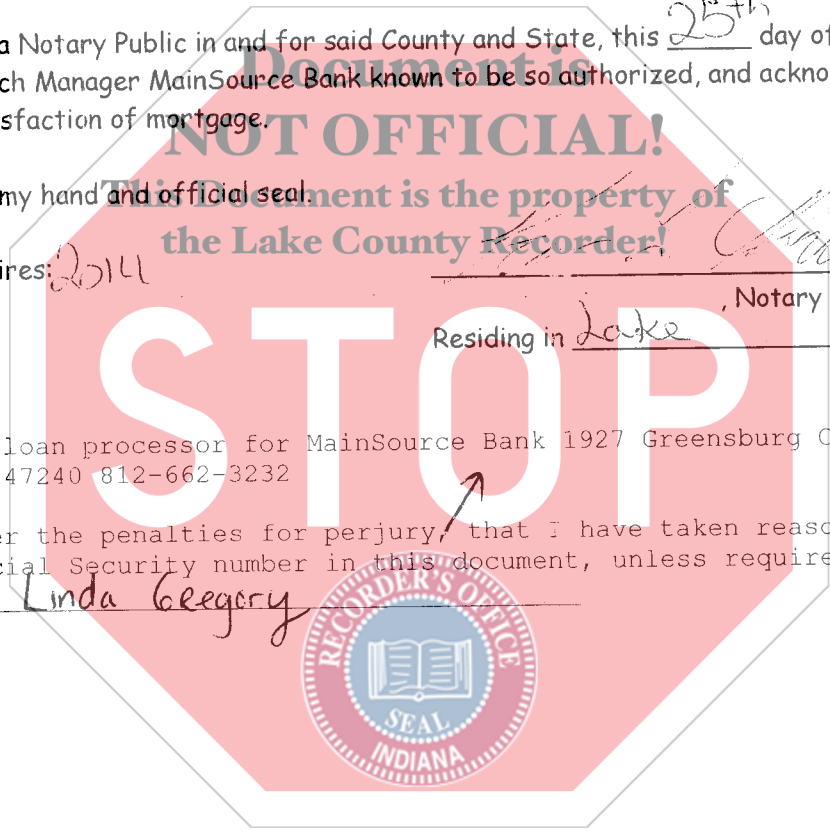 a Notary Public in and for said County and State, this 25th day of
Document is
ch Manager MainSource Bank known to be so authorized, and ackno
sfaction of mortgage.
NOT OFFICIAL!
my hand and official seal.
This Document is the property of
the Lake County Recorder!
ires: 2014
, Notary
Residing in Lake
STOP
loan processor for MainSource Bank 1927 Greensburg C
47240 812-662-3232
er the penalties for perjury, that I have taken reaso
cial Security number in this document, unless require
Linda Gregory
RECORDER'S OFFICE
SEAL
INDIANA